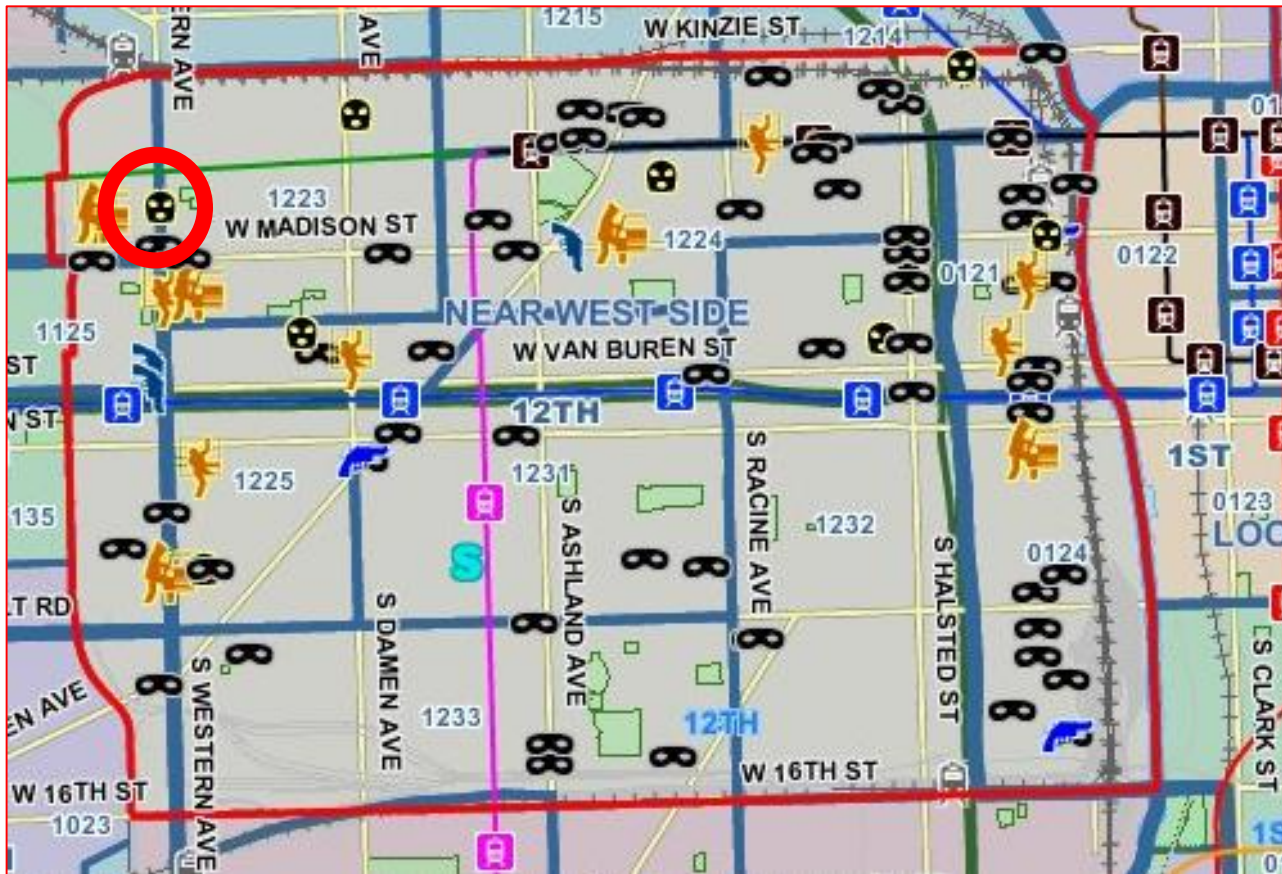 1215
W KINZIE ST
1214
ERN AVE
AVE
01
1223
W MADISON ST
1224
0121
0122
1125
NEAR WEST SIDE
W VAN BUREN ST
ST
N ST
12TH
1ST
1225
1231
S RACINE AVE
1232
0123
135
S ASHLAND AVE
LOO
S
0124
S HALSTED ST
LT RD
S DAMEN AVE
S WESTERN AVE
S CLARK ST
EN AVE
1233
12TH
W 16TH ST
W 16TH ST
1023
1S
01